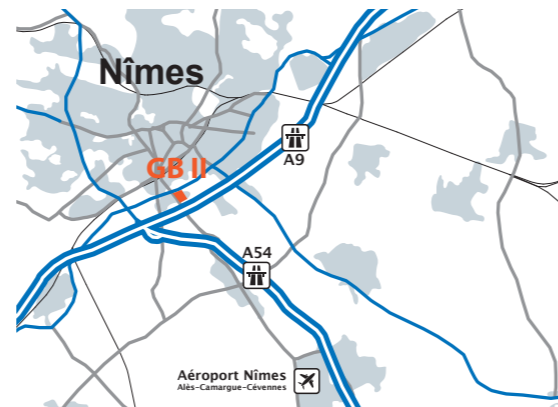 Nîmes
GB II
A9
A54
Aéroport Nîmes
Alès-Camargue-Cévennes